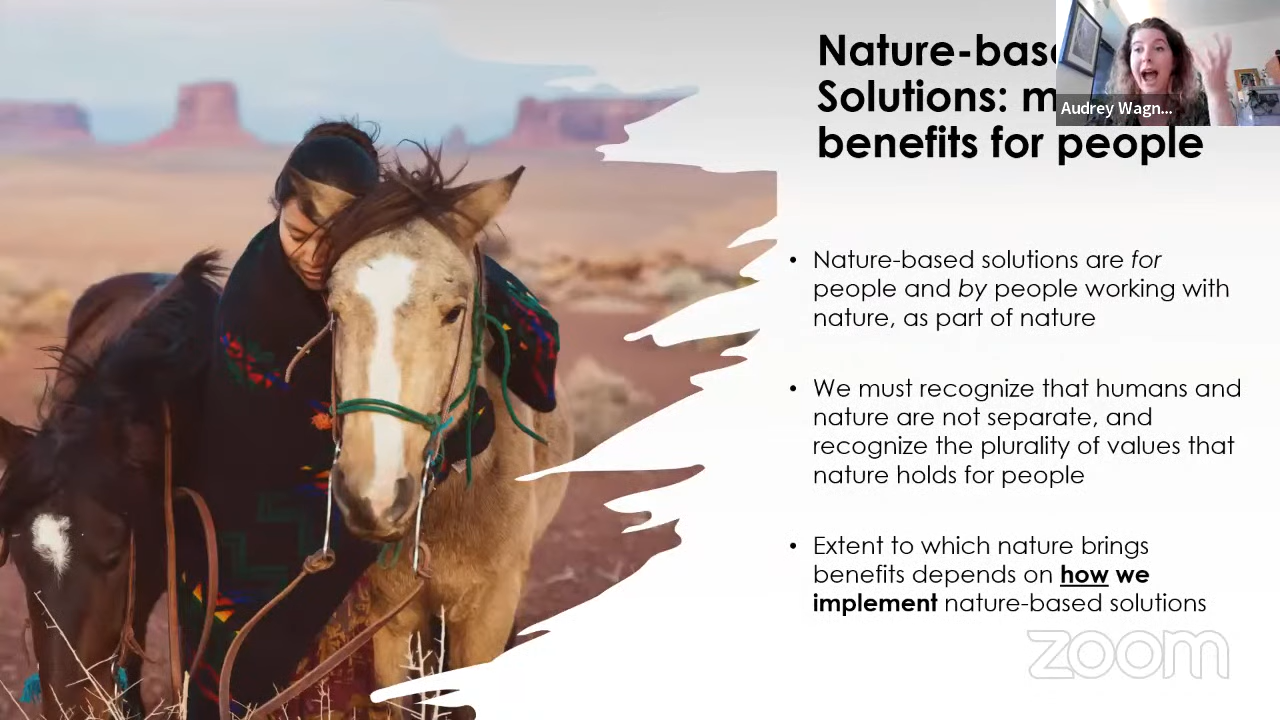 Nature-bas
Solutions: m
benefits for people
Audrey Wagn...
• Nature-based solutions are for
people and by people working with
nature, as part of nature
• We must recognize that humans and
nature are not separate, and
recognize the plurality of values that
nature holds for people
• Extent to which nature brings
benefits depends on how we
implement nature-based solutions
zoom